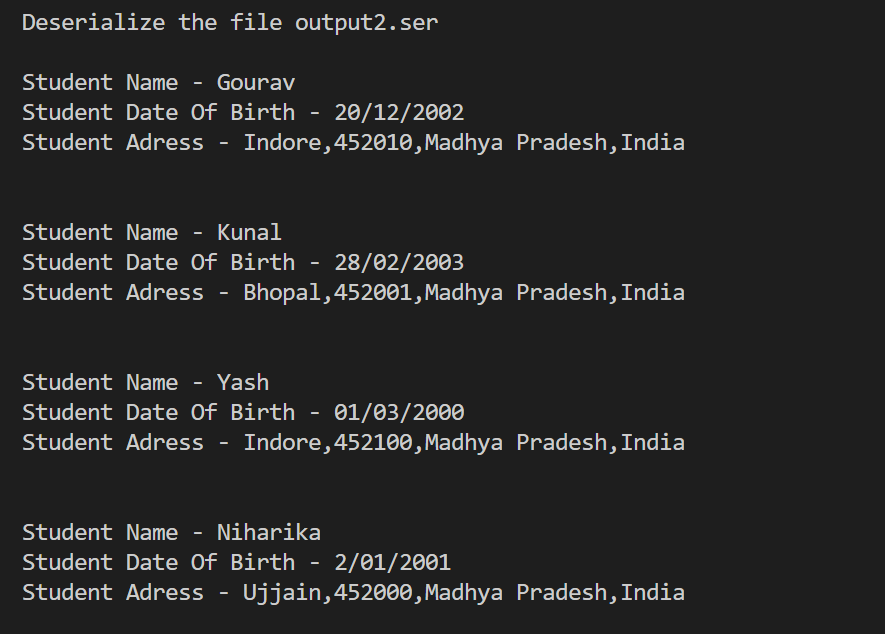 Deserialize the file output2.ser
Student Name - Gourav
Student Date Of Birth - 20/12/2002
Student Adress - Indore,452010,Madhya Pradesh,India
Student Name - Kunal
Student Date Of Birth - 28/02/2003
Student Adress - Bhopal,452001,Madhya Pradesh,India
Student Name - Yash
Student Date Of Birth - 01/03/2000
Student Adress - Indore,452100,Madhya Pradesh,India
Student Name - Niharika
Student Date Of Birth - 2/01/2001
Student Adress - Ujjain,452000,Madhya Pradesh,India